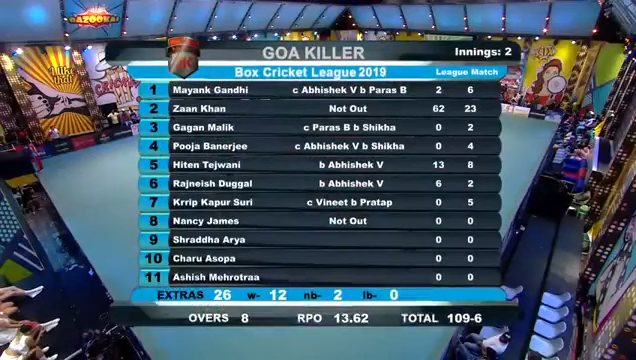 BAZOOKA!
GOA KILLER Innings: 2
Box Cricket League 2019 League Match
1 Mayank Gandhi c Abhishek V b Paras B 2 6
2 Zaan Khan Not Out 62 23
3 Gagan Malik c Paras B b Shikha 0 2
4 Pooja Banerjee c Abhishek V b Shikha 0 4
5 Hiten Tejwani b Abhishek V 13 8
6 Rajneish Duggal b Abhishek V 6 2
7 Krrip Kapur Suri c Vineet b Pratap 0 5
8 Nancy James Not Out 0 0
9 Shraddha Arya 0 0
10 Charu Asopa 0 0
11 Ashish Mehrotraa 0 0
EXTRAS 26 w- 12 nb- 2 lb- 0
OVERS 8 RPO 13.62 TOTAL 109-6